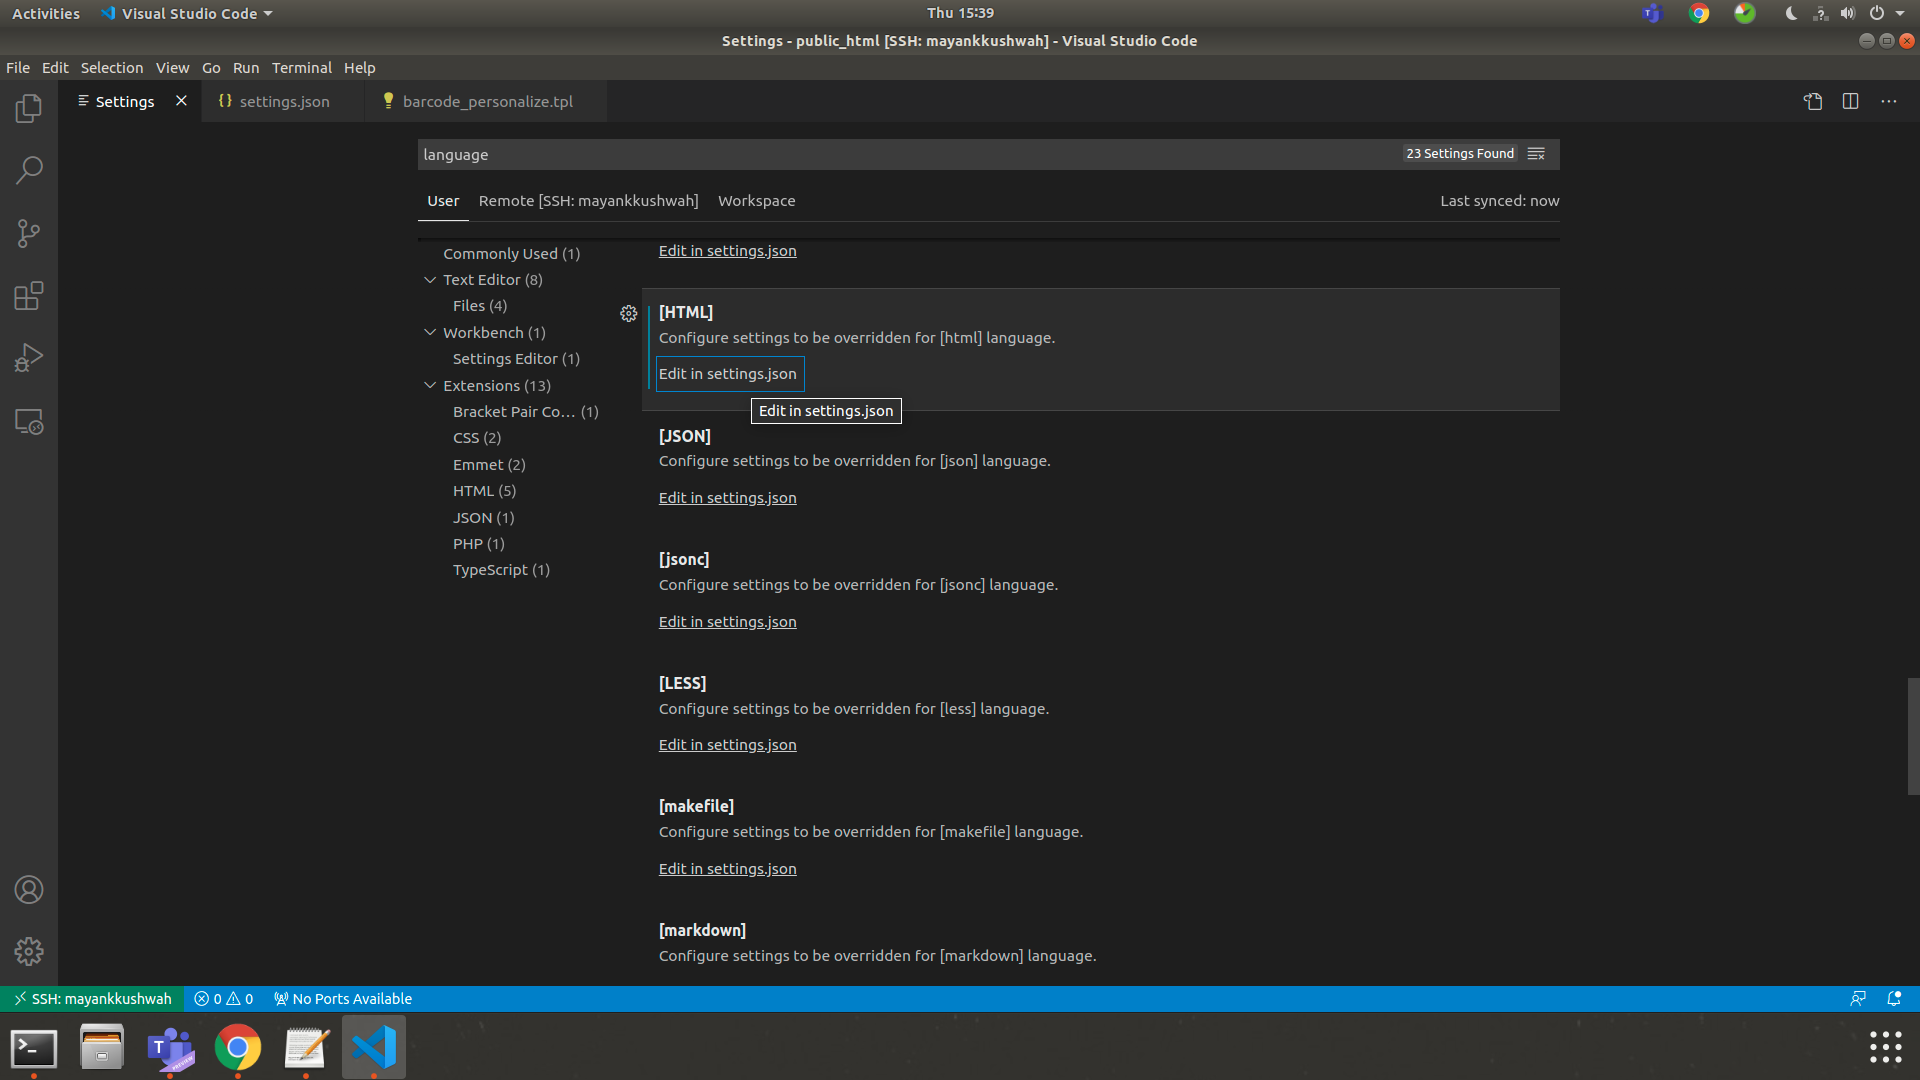 Activities Visual Studio Code Thu 15:39
Settings - public_html [SSH: mayankkushwah] - Visual Studio Code
File Edit Selection View Go Run Terminal Help
Settings settings.json barcode_personalize.tpl
language 23 Settings Found
User Remote [SSH: mayankkushwah] Workspace Last synced: now
Commonly Used (1)
Text Editor (8)
Files (4)
Workbench (1)
Settings Editor (1)
Extensions (13)
Bracket Pair Co... (1)
CSS (2)
Emmet (2)
HTML (5)
JSON (1)
PHP (1)
TypeScript (1)
Edit in settings.json
[HTML]
Configure settings to be overridden for [html] language.
Edit in settings.json
Edit in settings.json
[JSON]
Configure settings to be overridden for [json] language.
Edit in settings.json
[jsonc]
Configure settings to be overridden for [jsonc] language.
Edit in settings.json
[LESS]
Configure settings to be overridden for [less] language.
Edit in settings.json
[makefile]
Configure settings to be overridden for [makefile] language.
Edit in settings.json
[markdown]
Configure settings to be overridden for [markdown] language.
SSH: mayankkushwah 0 0 No Ports Available
T PREVIEW